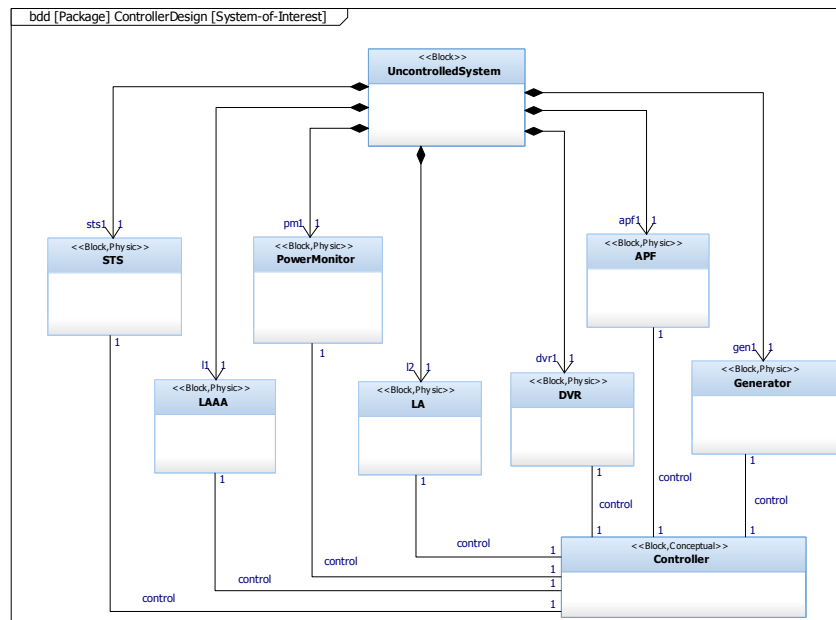 bdd [Package] ControllerDesign [System-of-Interest]
<<Block>>
UncontrolledSystem
sts1 1
pm1 1
apf1 1
<<Block,Physic>>
STS
<<Block,Physic>>
PowerMonitor
<<Block,Physic>>
APF
l1 1
l2 1
dvr1 1
gen1 1
<<Block,Physic>>
LAAA
<<Block,Physic>>
LA
<<Block,Physic>>
DVR
<<Block,Physic>>
Generator
1
1
1
1
1
1
1
control
control
control
control
control
control
control
1
1
1
1
1
1
1
<<Block,Conceptual>>
Controller